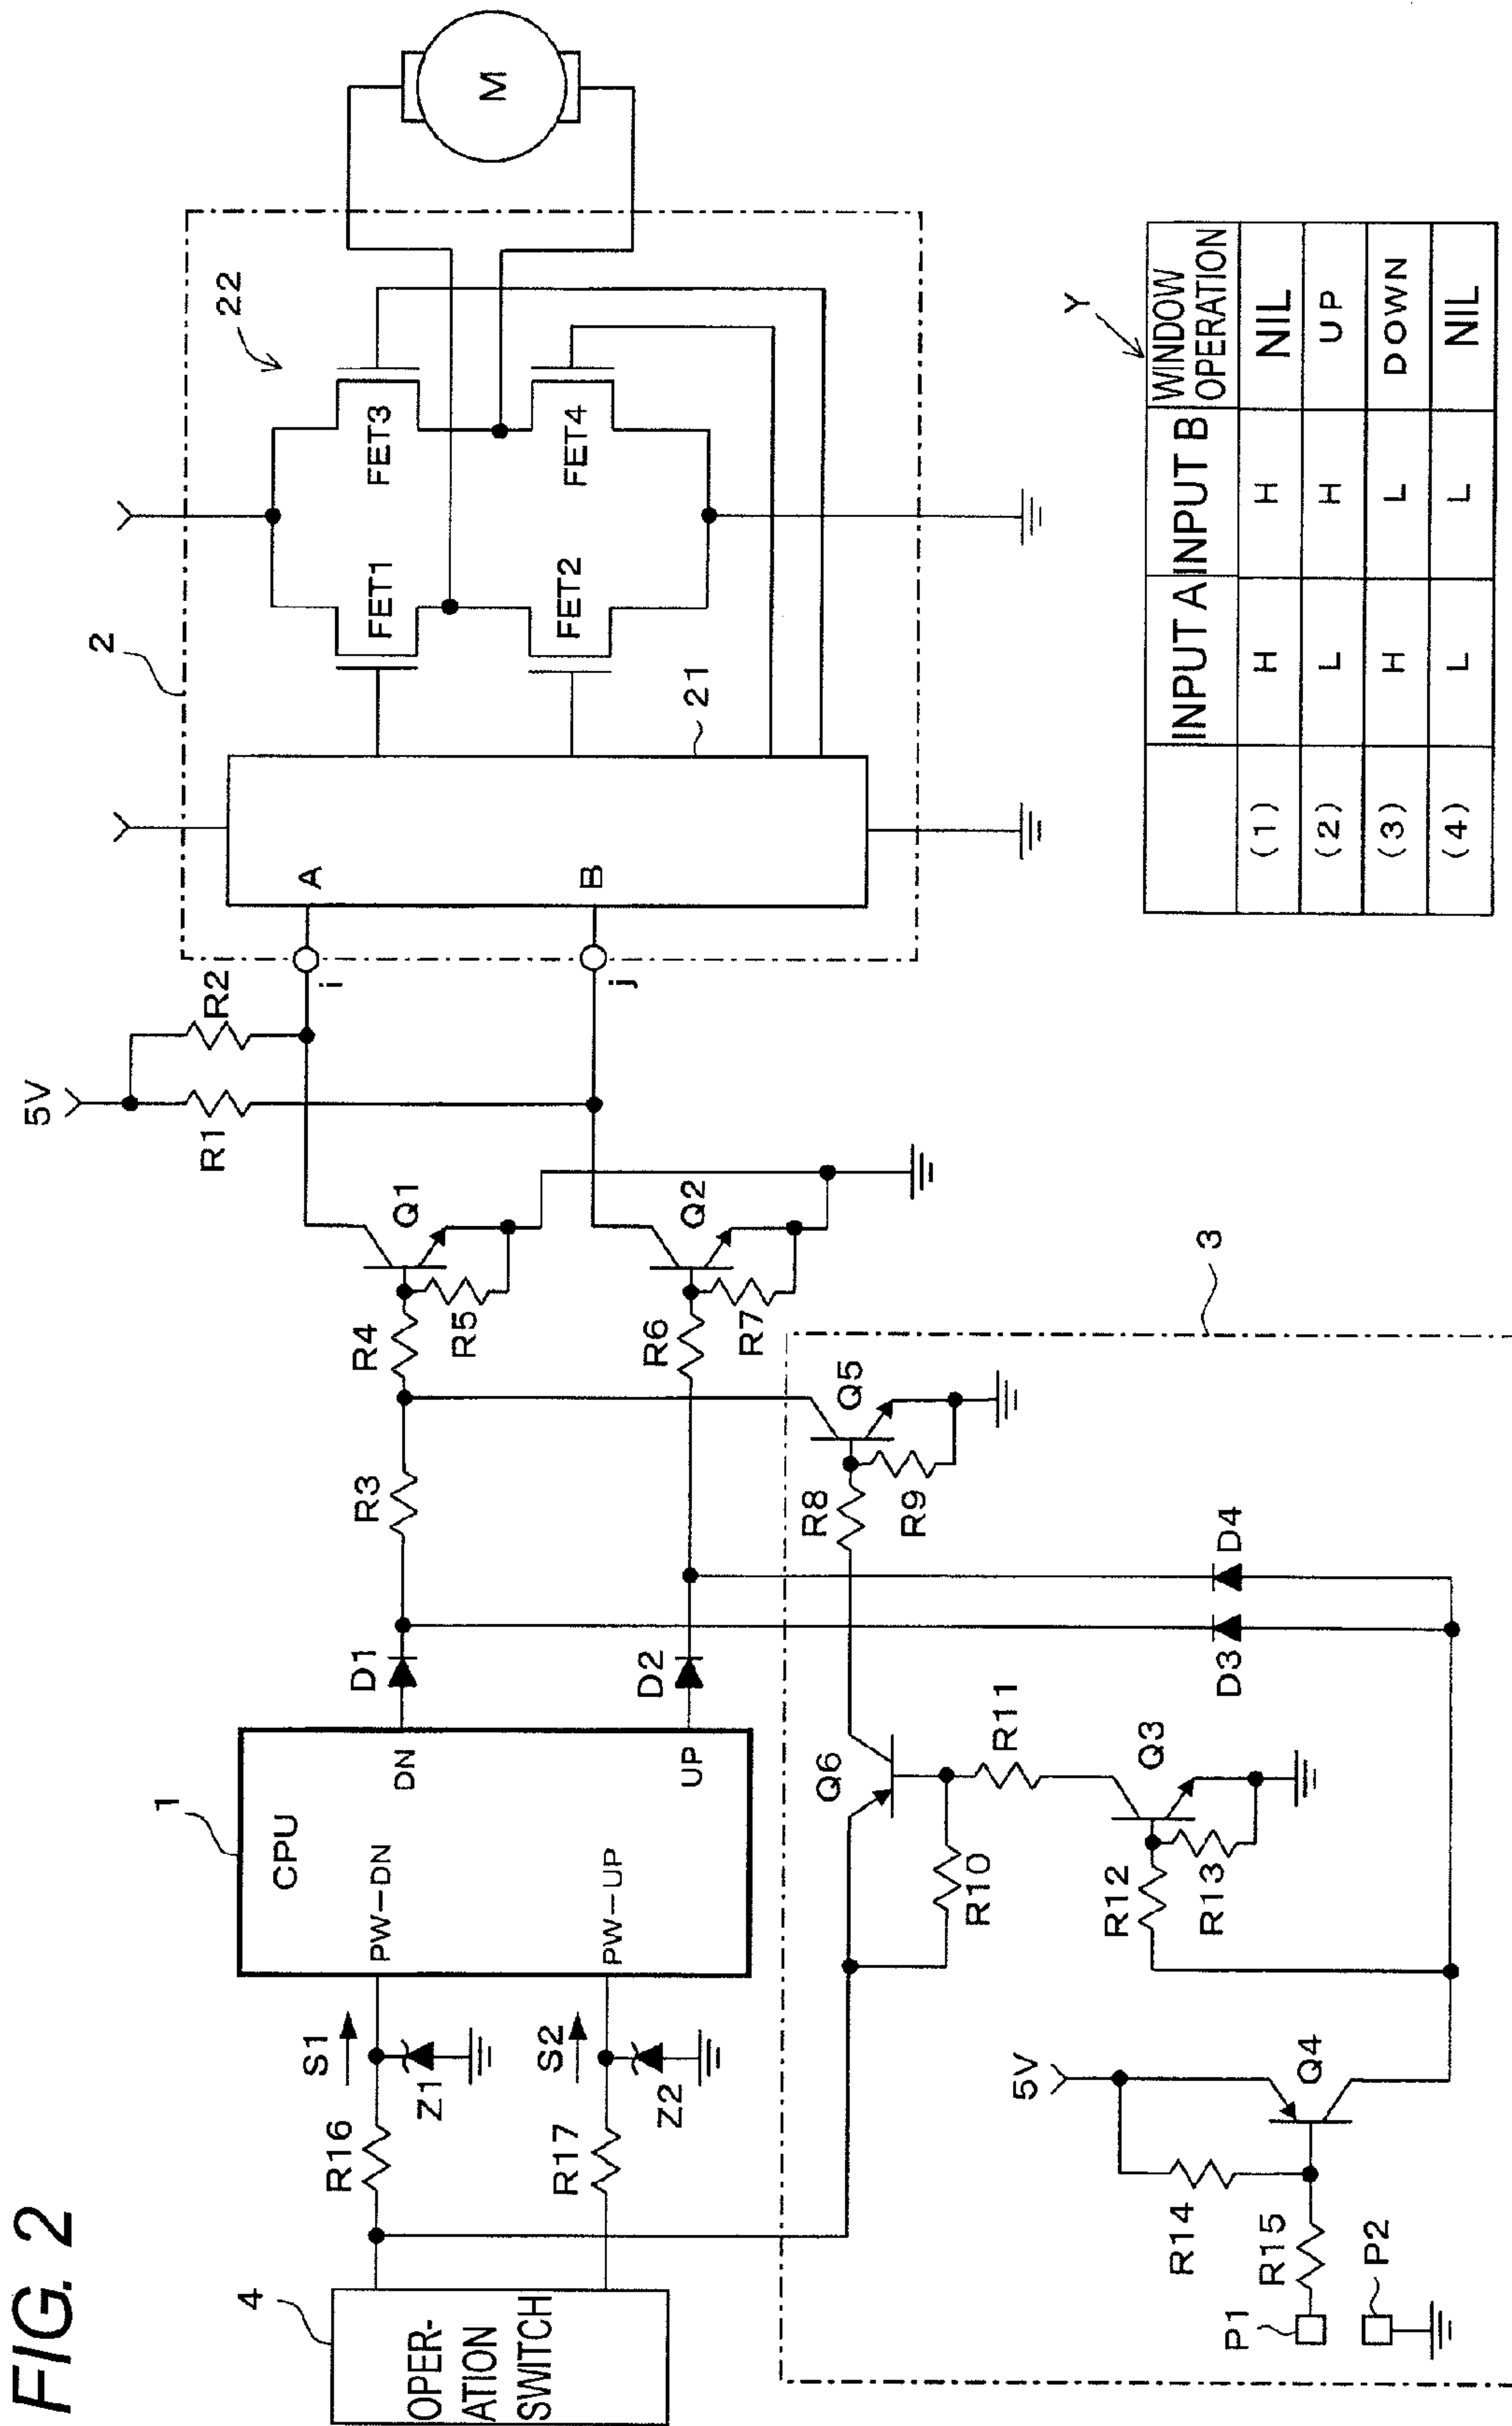 FIG. 2
4
OPER-
ATION
SWITCH
R16
R17
S1
S2
Z1
Z2
1
CPU
PW-DN
PW-UP
DN
UP
D1
D2
R3
R4
R5
R6
R7
Q1
Q2
5V
R1
R2
i
j
2
A
B
21
22
FET1
FET2
FET3
FET4
M
3
Q5
R8
R9
Q6
R10
R11
Q3
R12
R13
D3
D4
5V
Q4
R14
R15
P1
P2
Y
INPUT A INPUT B WINDOW OPERATION
(1) H H NIL
(2) L H UP
(3) H L DOWN
(4) L L NIL